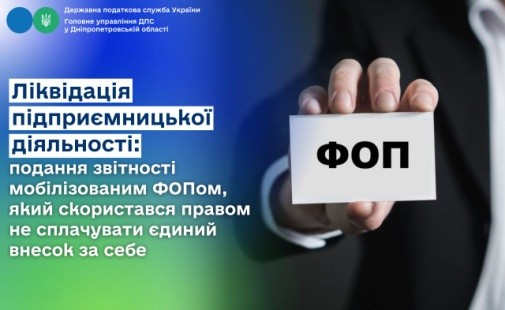 Державна податкова служба України
Головне управління ДПС
у Дніпропетровській області
Ліквідація
підприємницької
діяльності:
подання звітності
мобілізованим ФОПом,
який скористався правом
не сплачувати єдиний
внесок за себе
ФОП